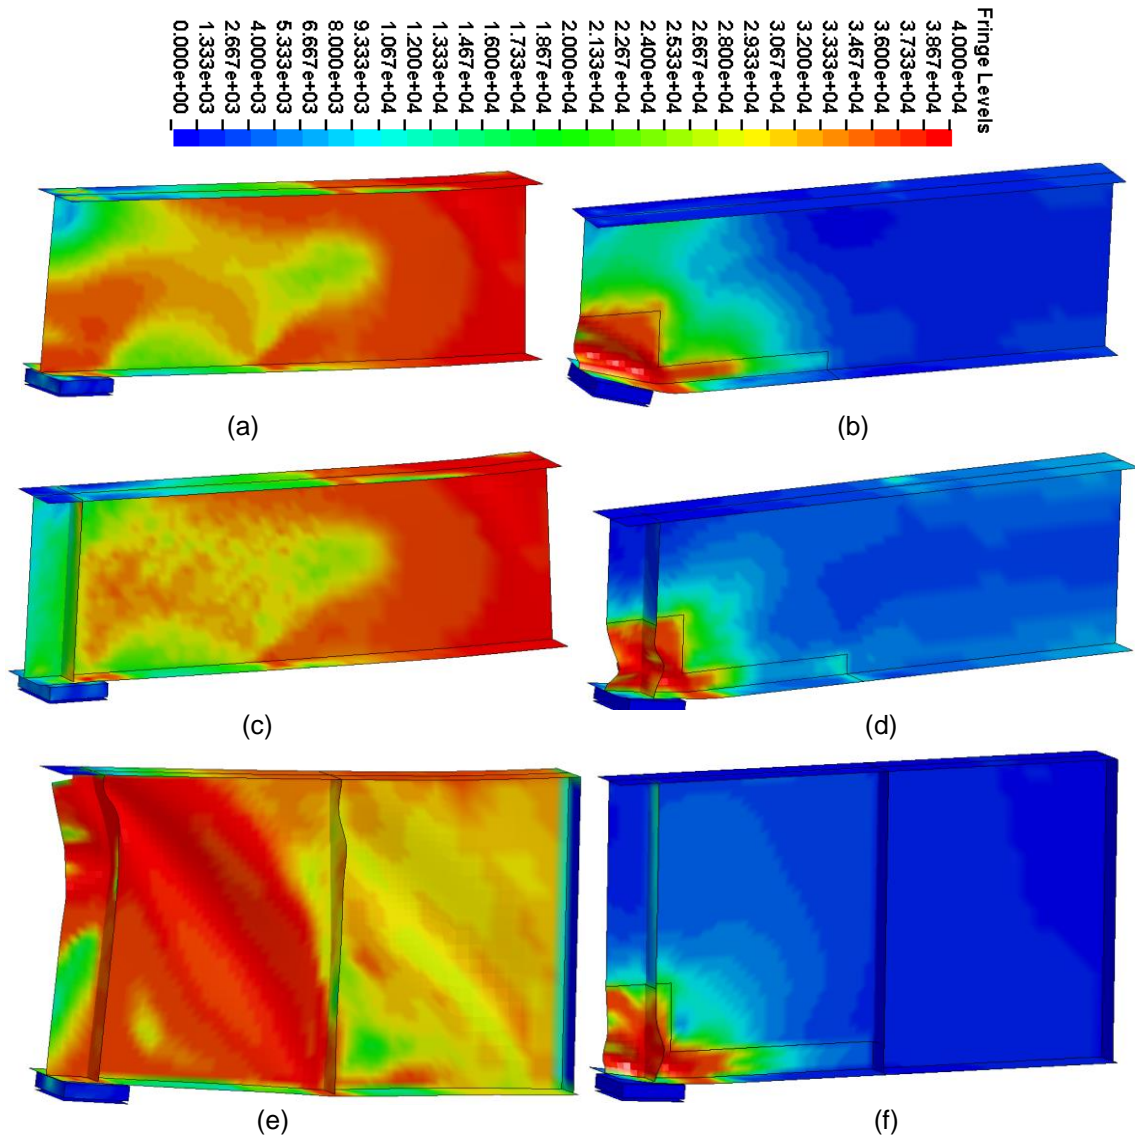 Fringe Levels
4.000e+04
3.867e+04
3.733e+04
3.600e+04
3.467e+04
3.333e+04
3.200e+04
3.067e+04
2.933e+04
2.800e+04
2.667e+04
2.533e+04
2.400e+04
2.267e+04
2.133e+04
2.000e+04
1.867e+04
1.733e+04
1.600e+04
1.467e+04
1.333e+04
1.200e+04
1.067e+04
9.333e+03
8.000e+03
6.667e+03
5.333e+03
4.000e+03
2.667e+03
1.333e+03
0.000e+00
(a)
(b)
(c)
(d)
(e)
(f)